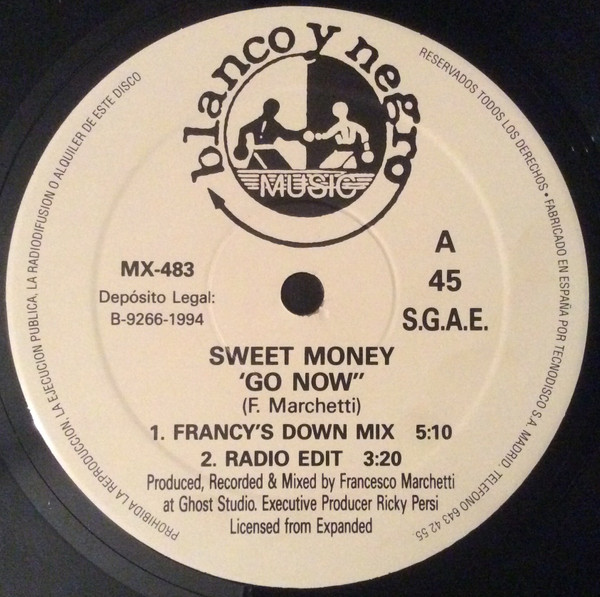 blanco y negro
MUSIC
RESERVADOS TODOS LOS DERECHOS • FABRICADO EN ESPAÑA POR TECNODISCO S.A. MADRID. TELEFONO 643 42 55
PROHIBIDA LA REPRODUCCION, LA EJECUCION PUBLICA, LA RADIODIFUSION O ALQUILER DE ESTE DISCO
MX-483
Depósito Legal:
B-9266-1994
A
45
S.G.A.E.
SWEET MONEY
'GO NOW"
(F. Marchetti)
1. FRANCY'S DOWN MIX 5:10
2. RADIO EDIT 3:20
Produced, Recorded & Mixed by Francesco Marchetti
at Ghost Studio. Executive Producer Ricky Persi
Licensed from Expanded